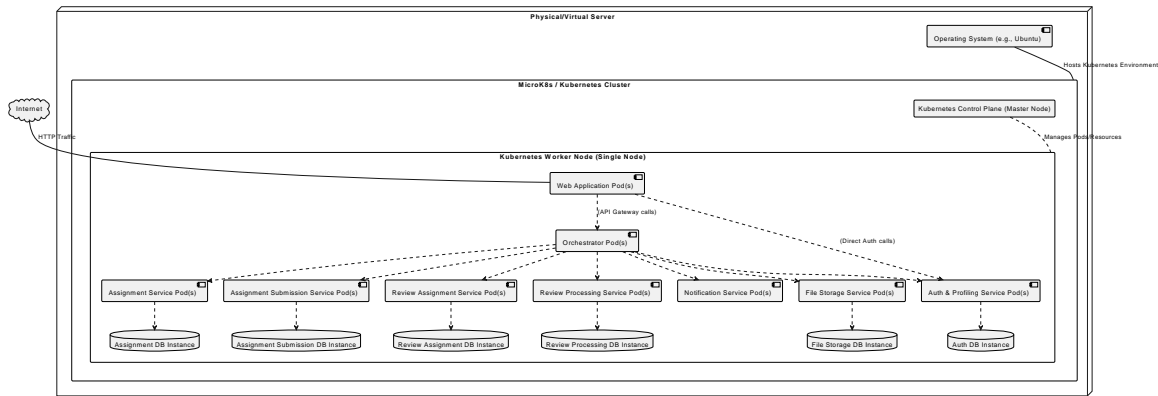 Physical/Virtual Server
Operating System (e.g., Ubuntu)
Hosts Kubernetes Environment
MicroK8s / Kubernetes Cluster
Internet
Kubernetes Control Plane (Master Node)
HTTP Traffic
Manages Pods/Resources
Kubernetes Worker Node (Single Node)
Web Application Pod(s)
(API Gateway calls)
Orchestrator Pod(s)
(Direct Auth calls)
Assignment Service Pod(s)
Assignment Submission Service Pod(s)
Review Assignment Service Pod(s)
Review Processing Service Pod(s)
Notification Service Pod(s)
File Storage Service Pod(s)
Auth & Profiling Service Pod(s)
Assignment DB Instance
Assignment Submission DB Instance
Review Assignment DB Instance
Review Processing DB Instance
File Storage DB Instance
Auth DB Instance